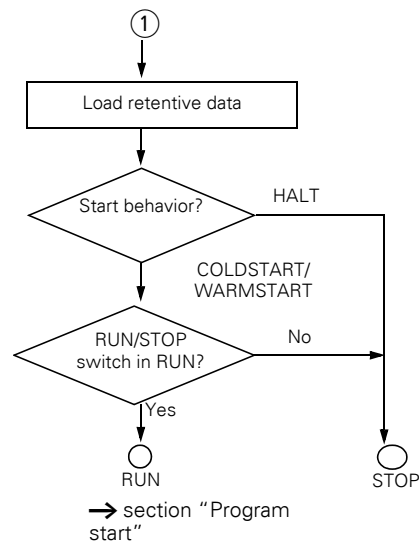 1
Load retentive data
Start behavior?
HALT
COLDSTART/
WARMSTART
RUN/STOP
switch in RUN?
No
Yes
RUN
STOP
→ section “Program
start”